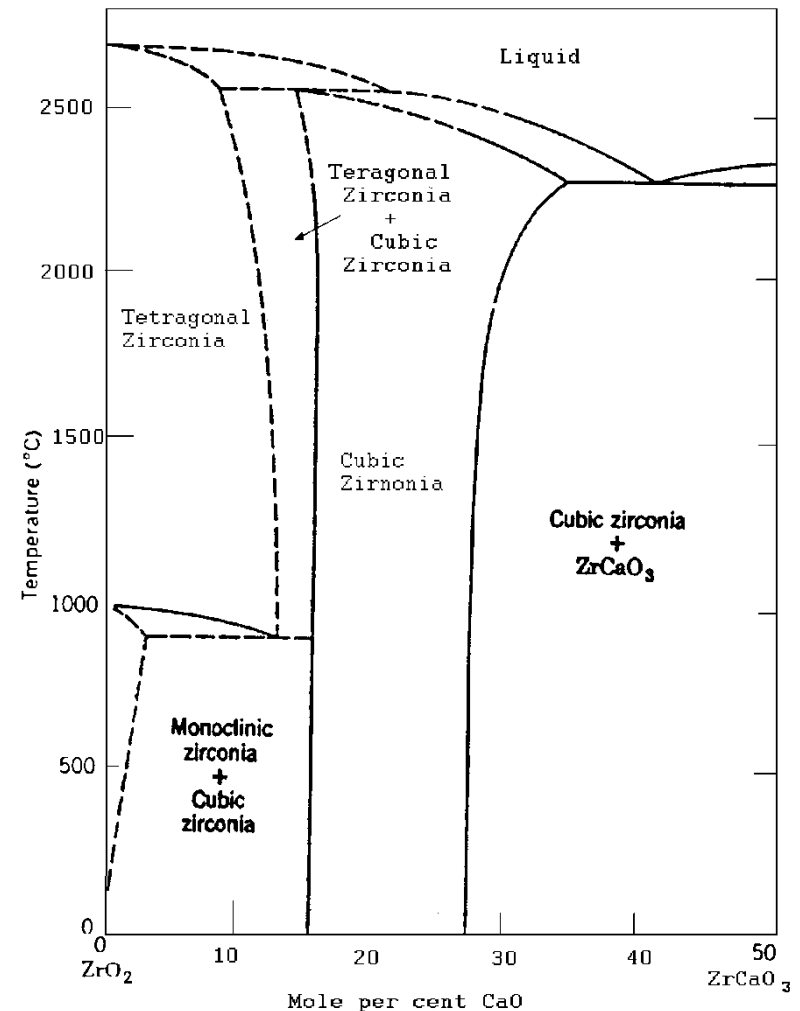 Liquid
2500
Teragonal
Zirconia
+
Cubic
Zirconia
2000
Tetragonal
Zirconia
1500
Cubic
Zirnonia
Temperature (°C)
Cubic zirconia
+
ZrCaO₃
1000
Monoclinic
zirconia
+
Cubic
zirconia
500
0
0 10 20 30 40 50
ZrO₂ ZrCaO₃
Mole per cent CaO